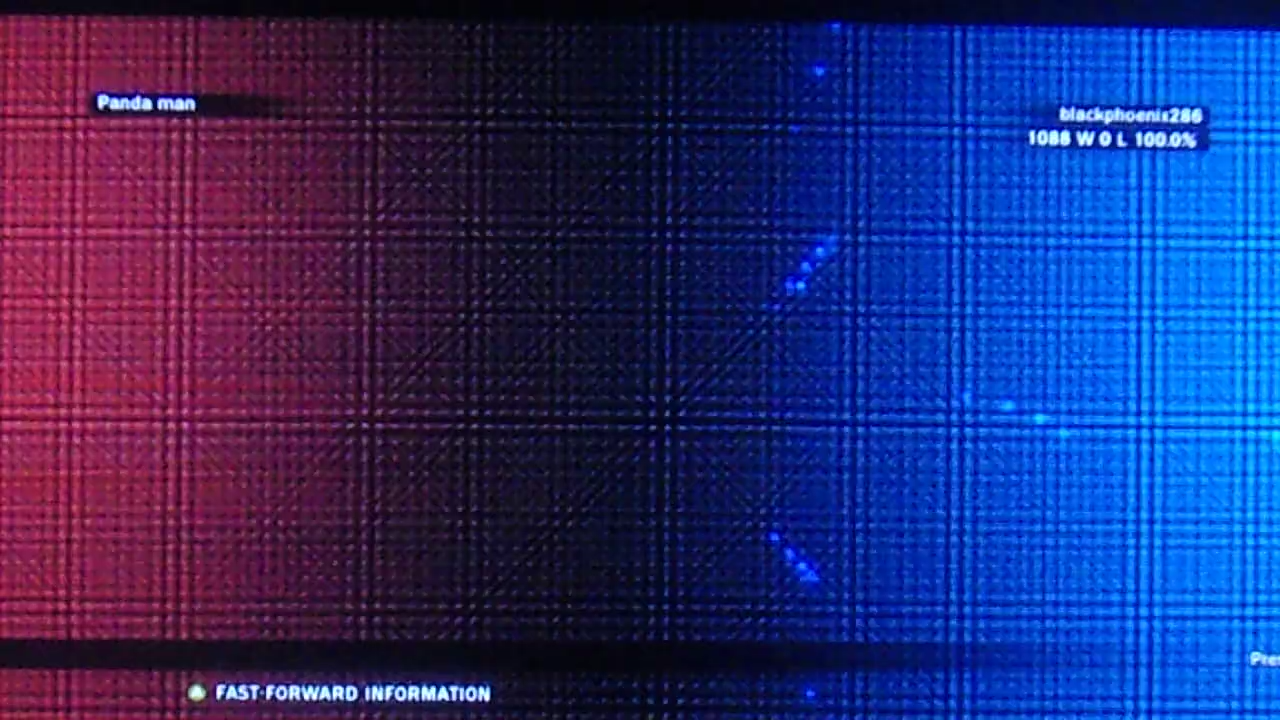 Panda man
blackphoenix286
1088 W 0 L 100.0%
FAST-FORWARD INFORMATION